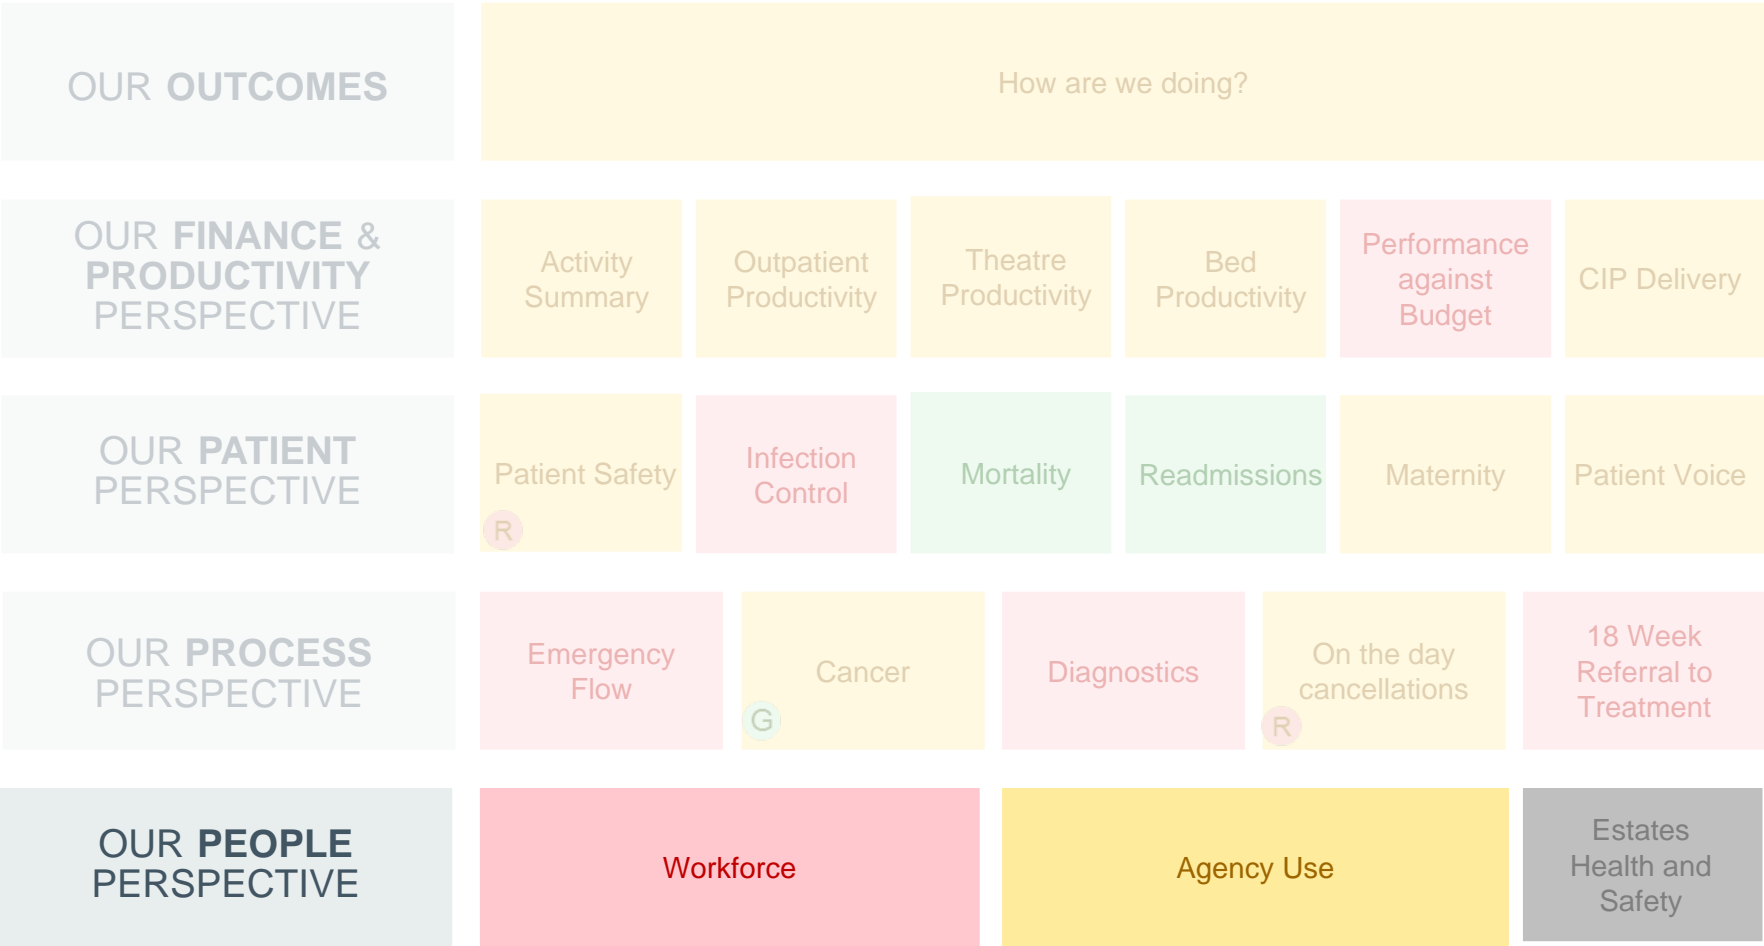 OUR OUTCOMES
How are we doing?
OUR FINANCE &
PRODUCTIVITY
PERSPECTIVE
Activity
Summary
Outpatient
Productivity
Theatre
Productivity
Bed
Productivity
Performance
against
Budget
CIP Delivery
OUR PATIENT
PERSPECTIVE
Patient Safety
R
Infection
Control
Mortality
Readmissions
Maternity
Patient Voice
OUR PROCESS
PERSPECTIVE
Emergency
Flow
Cancer
G
Diagnostics
On the day
cancellations
R
18 Week
Referral to
Treatment
OUR PEOPLE
PERSPECTIVE
Workforce
Agency Use
Estates
Health and
Safety